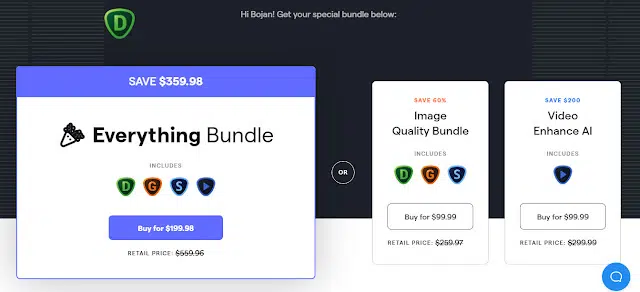 Hi Bojan! Get your special bundle below:
SAVE $359.98
Everything Bundle
INCLUDES
D G S
Buy for $199.98
RETAIL PRICE: $559.96
OR
SAVE 60%
Image
Quality Bundle
INCLUDES
D G S
Buy for $99.99
RETAIL PRICE: $259.97
SAVE $200
Video
Enhance AI
INCLUDES
Buy for $99.99
RETAIL PRICE: $299.99